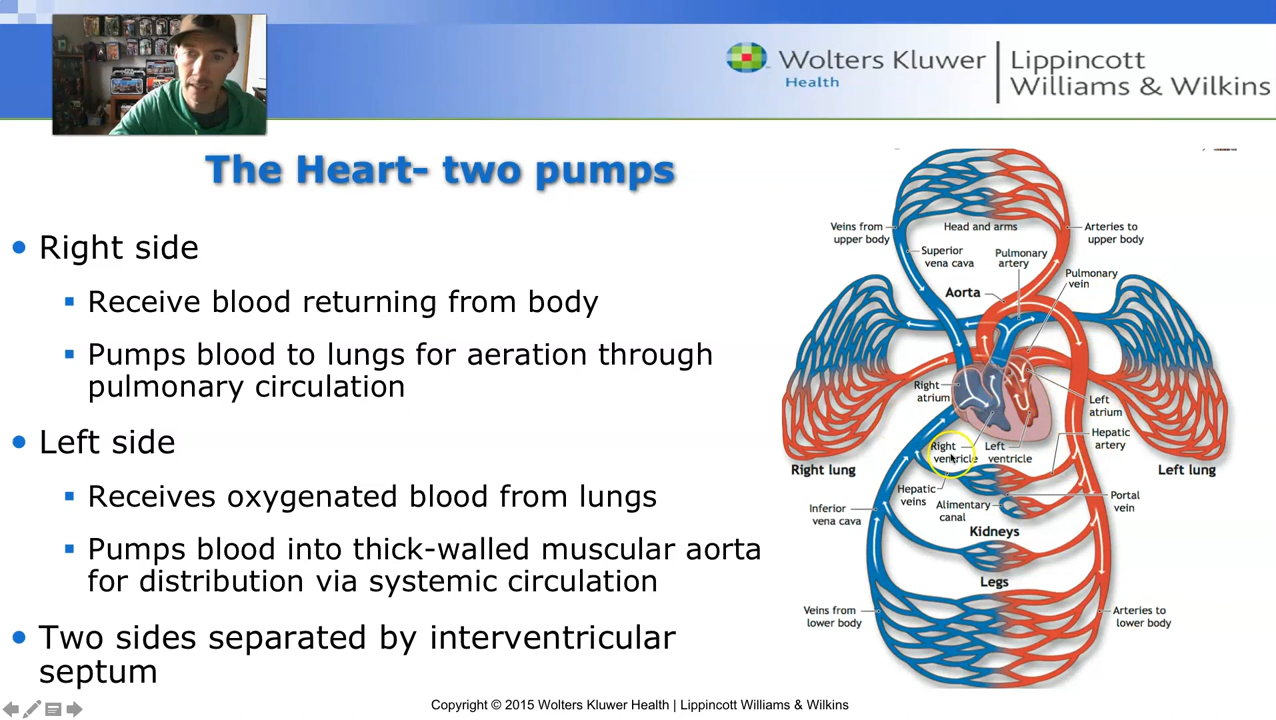 Wolters Kluwer
Health
Lippincott
Williams & Wilkins
The Heart- two pumps
Right side
Receive blood returning from body
Pumps blood to lungs for aeration through
pulmonary circulation
Left side
Receives oxygenated blood from lungs
Pumps blood into thick-walled muscular aorta
for distribution via systemic circulation
Two sides separated by interventricular
septum
Veins from
upper body
Head and arms
Arteries to
upper body
Superior
vena cava
Pulmonary
artery
Pulmonary
vein
Aorta
Right
atrium
Left
atrium
Hepatic
artery
Right
ventricle
Left
ventricle
Right lung
Left lung
Hepatic
veins
Alimentary
canal
Portal
vein
Inferior
vena cava
Kidneys
Legs
Veins from
lower body
Arteries to
lower body
Copyright © 2015 Wolters Kluwer Health | Lippincott Williams & Wilkins